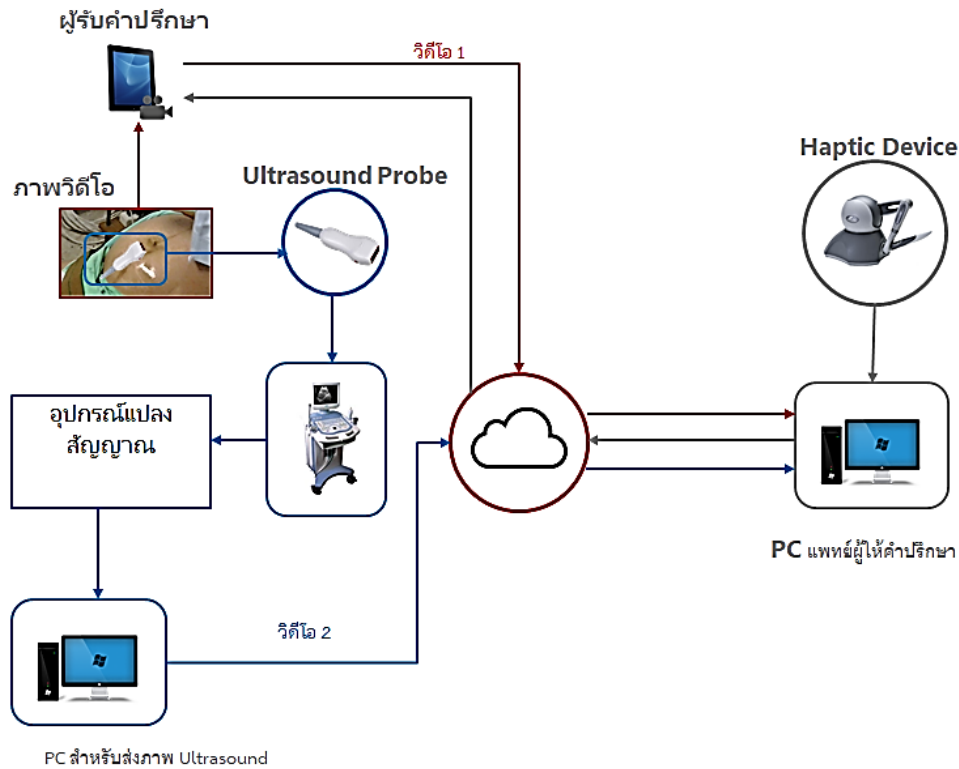 ผู้รับคำปรึกษา
วิดีโอ 1
Haptic Device
ภาพวิดีโอ
Ultrasound Probe
อุปกรณ์แปลง
สัญญาณ
PC แพทย์ผู้ให้คำปรึกษา
วิดีโอ 2
PC สำหรับส่งภาพ Ultrasound